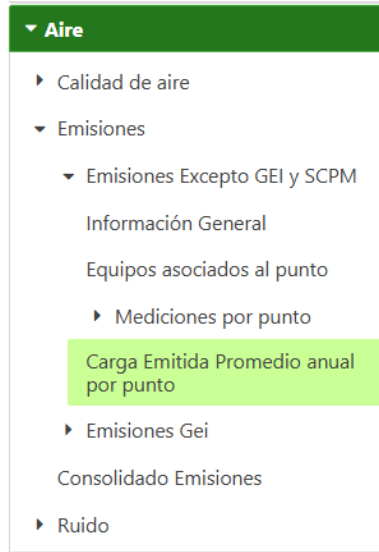 Aire
Calidad de aire
Emisiones
Emisiones Excepto GEI y SCPM
Información General
Equipos asociados al punto
Mediciones por punto
Carga Emitida Promedio anual
por punto
Emisiones Gei
Consolidado Emisiones
Ruido